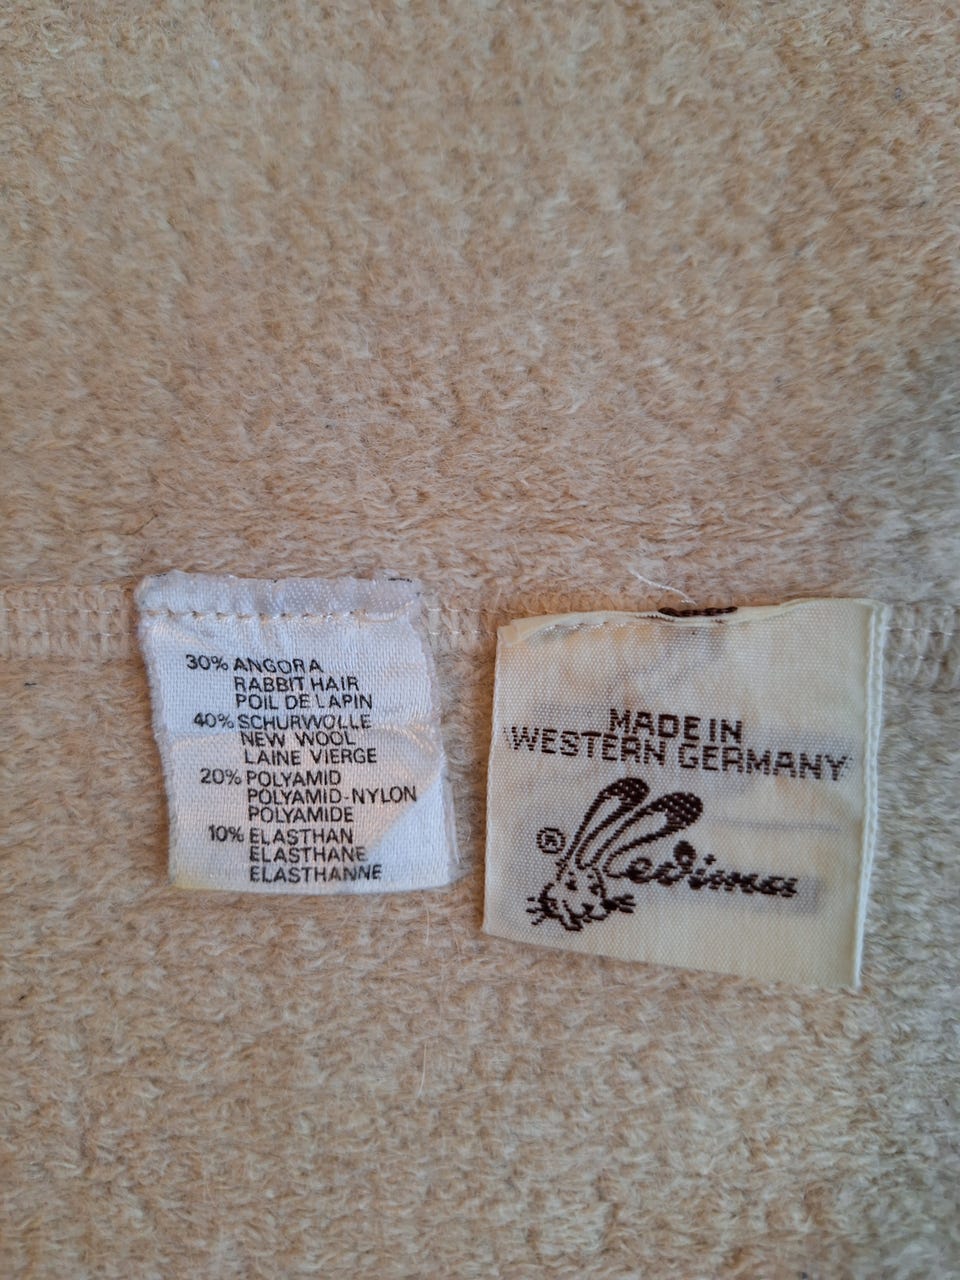 30% ANGORA
RABBIT HAIR
POIL DE LAPIN
40% SCHURWOLLE
NEW WOOL
LAINE VIERGE
20% POLYAMID
POLYAMID-NYLON
POLYAMIDE
10% ELASTHAN
ELASTHANE
ELASTHANNE
MADE IN
WESTERN GERMANY
®
Medima